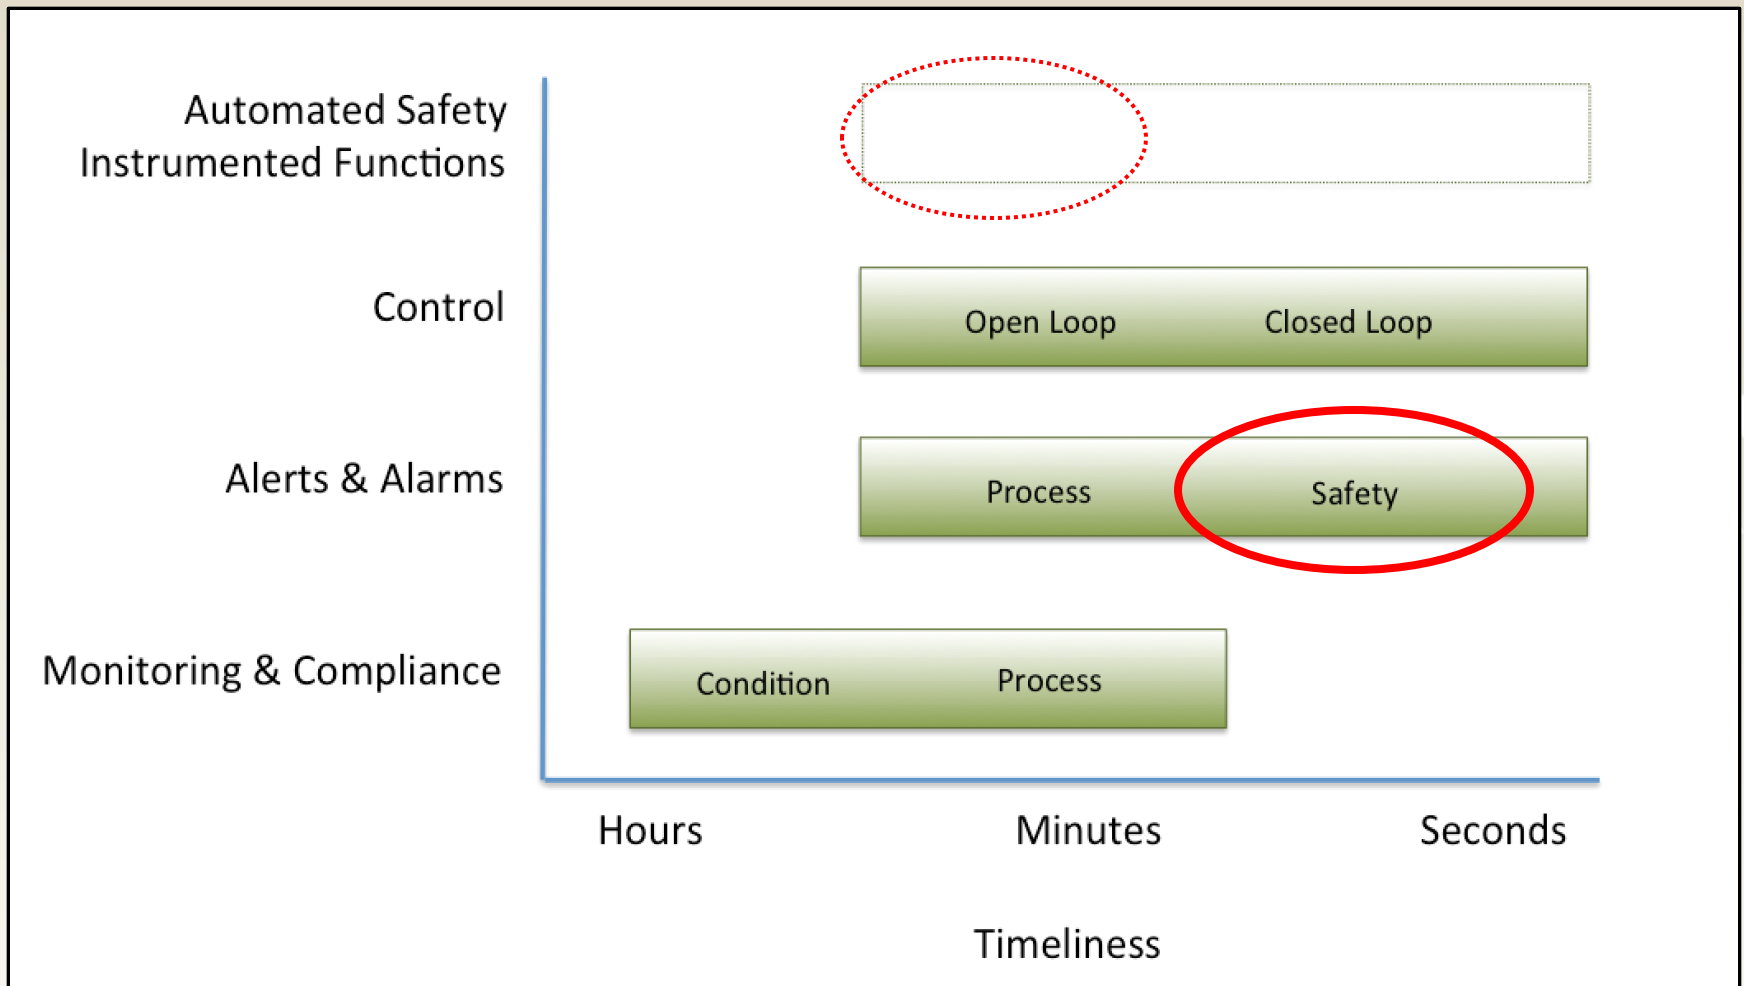 Automated Safety
Instrumented Functions
Control
Open Loop
Closed Loop
Alerts & Alarms
Process
Safety
Monitoring & Compliance
Condition
Process
Hours
Minutes
Seconds
Timeliness